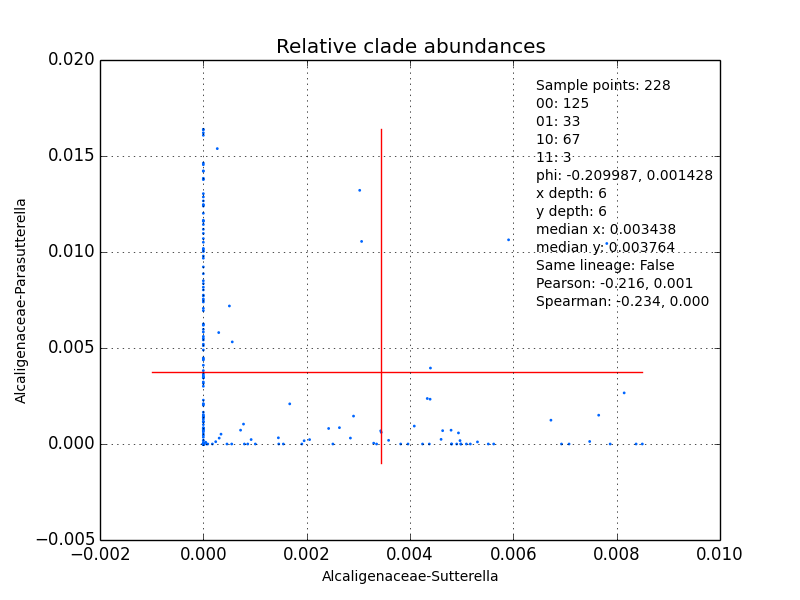 Relative clade abundances
0.020
0.015
0.010
0.005
0.000
−0.005
−0.002
0.000
0.002
0.004
0.006
0.008
0.010
Alcaligenaceae-Parasutterella
Alcaligenaceae-Sutterella
Sample points: 228
00: 125
01: 33
10: 67
11: 3
phi: -0.209987, 0.001428
x depth: 6
y depth: 6
median x: 0.003438
median y: 0.003764
Same lineage: False
Pearson: -0.216, 0.001
Spearman: -0.234, 0.000